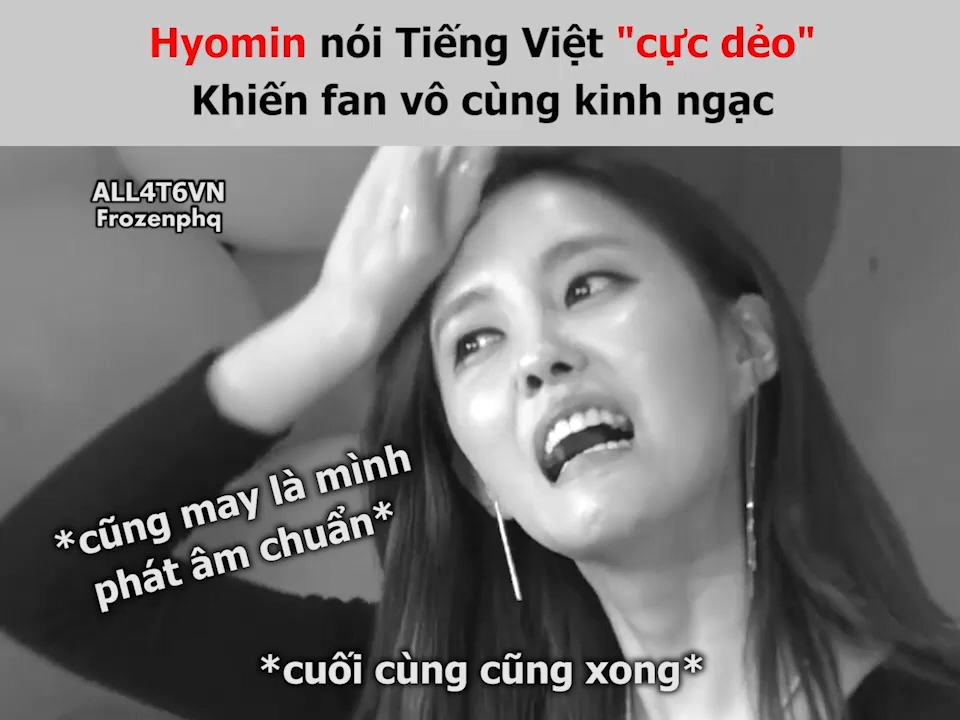 Hyomin nói Tiếng Việt "cực dẻo"
Khiến fan vô cùng kinh ngạc
ALL4T6VN
Frozenphq
*cũng may là mình
phát âm chuẩn*
*cuối cùng cũng xong*